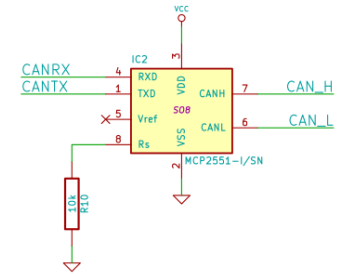 VCC
IC2
3
CANRX 4 RXD VDD
CANTX 1 TXD CANH 7 CAN_H
SO8
5 Vref
CANL 6 CAN_L
8 Rs VSS
MCP2551-I/SN
2
10k
R10